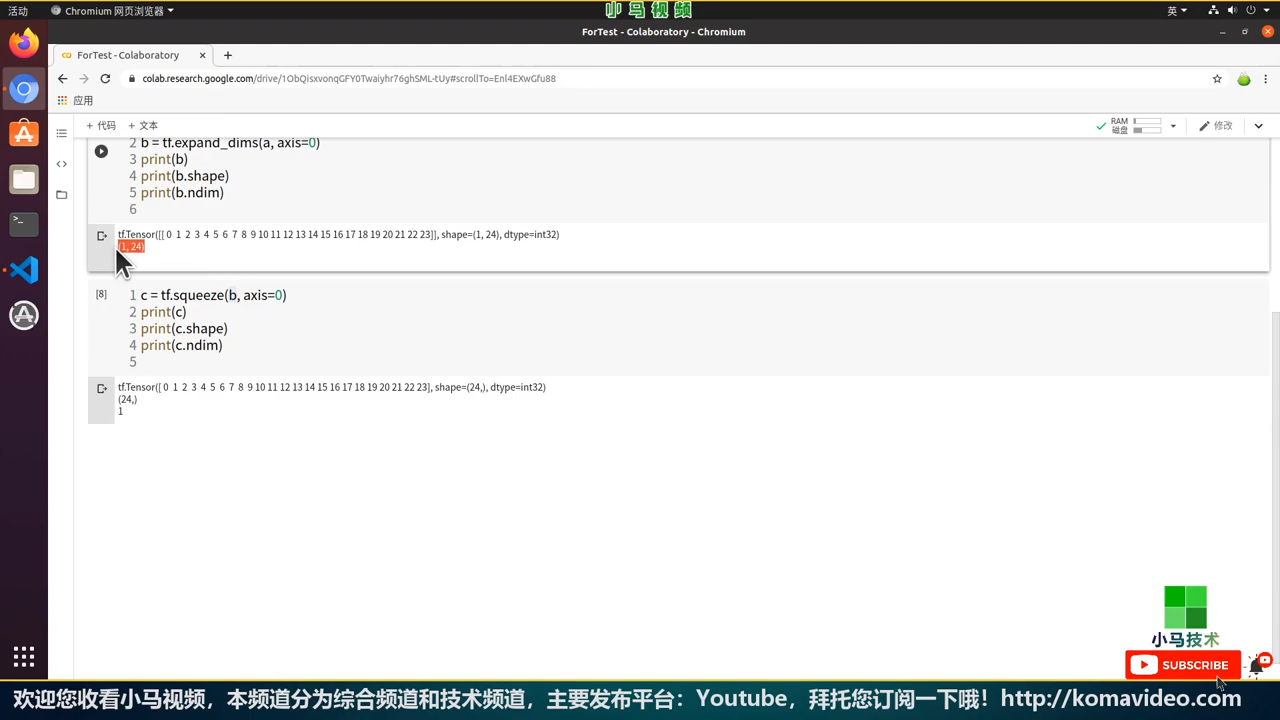 活动
Chromium 网页浏览器
小马视频
英
ForTest - Colaboratory - Chromium
ForTest - Colaboratory
colab.research.google.com/drive/1ObQisxvonqGFY0Twaiyhr76ghSML-tUy#scrollTo=Enl4EXwGfu88
应用
+ 代码 + 文本
RAM
磁盘
修改
2 b = tf.expand_dims(a, axis=0)
3 print(b)
4 print(b.shape)
5 print(b.ndim)
6
tf.Tensor([[ 0 1 2 3 4 5 6 7 8 9 10 11 12 13 14 15 16 17 18 19 20 21 22 23]], shape=(1, 24), dtype=int32)
(1, 24)
[8]
1 c = tf.squeeze(b, axis=0)
2 print(c)
3 print(c.shape)
4 print(c.ndim)
5
tf.Tensor([ 0 1 2 3 4 5 6 7 8 9 10 11 12 13 14 15 16 17 18 19 20 21 22 23], shape=(24,), dtype=int32)
(24,)
1
小马技术
SUBSCRIBE
欢迎您收看小马视频，本频道分为综合频道和技术频道，主要发布平台：Youtube，拜托您订阅一下哦！http://komavideo.com